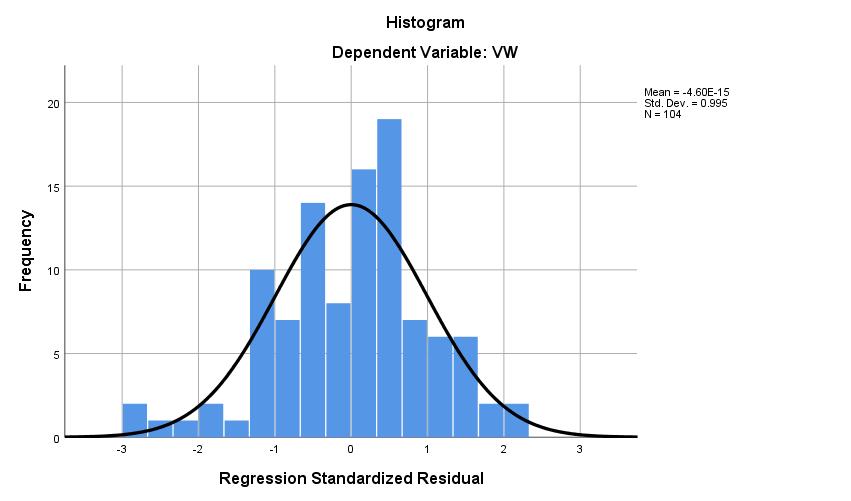 Histogram
Dependent Variable: VW
Mean = -4.60E-15
Std. Dev. = 0.995
N = 104
Frequency
20
15
10
5
0
-3 -2 -1 0 1 2 3
Regression Standardized Residual